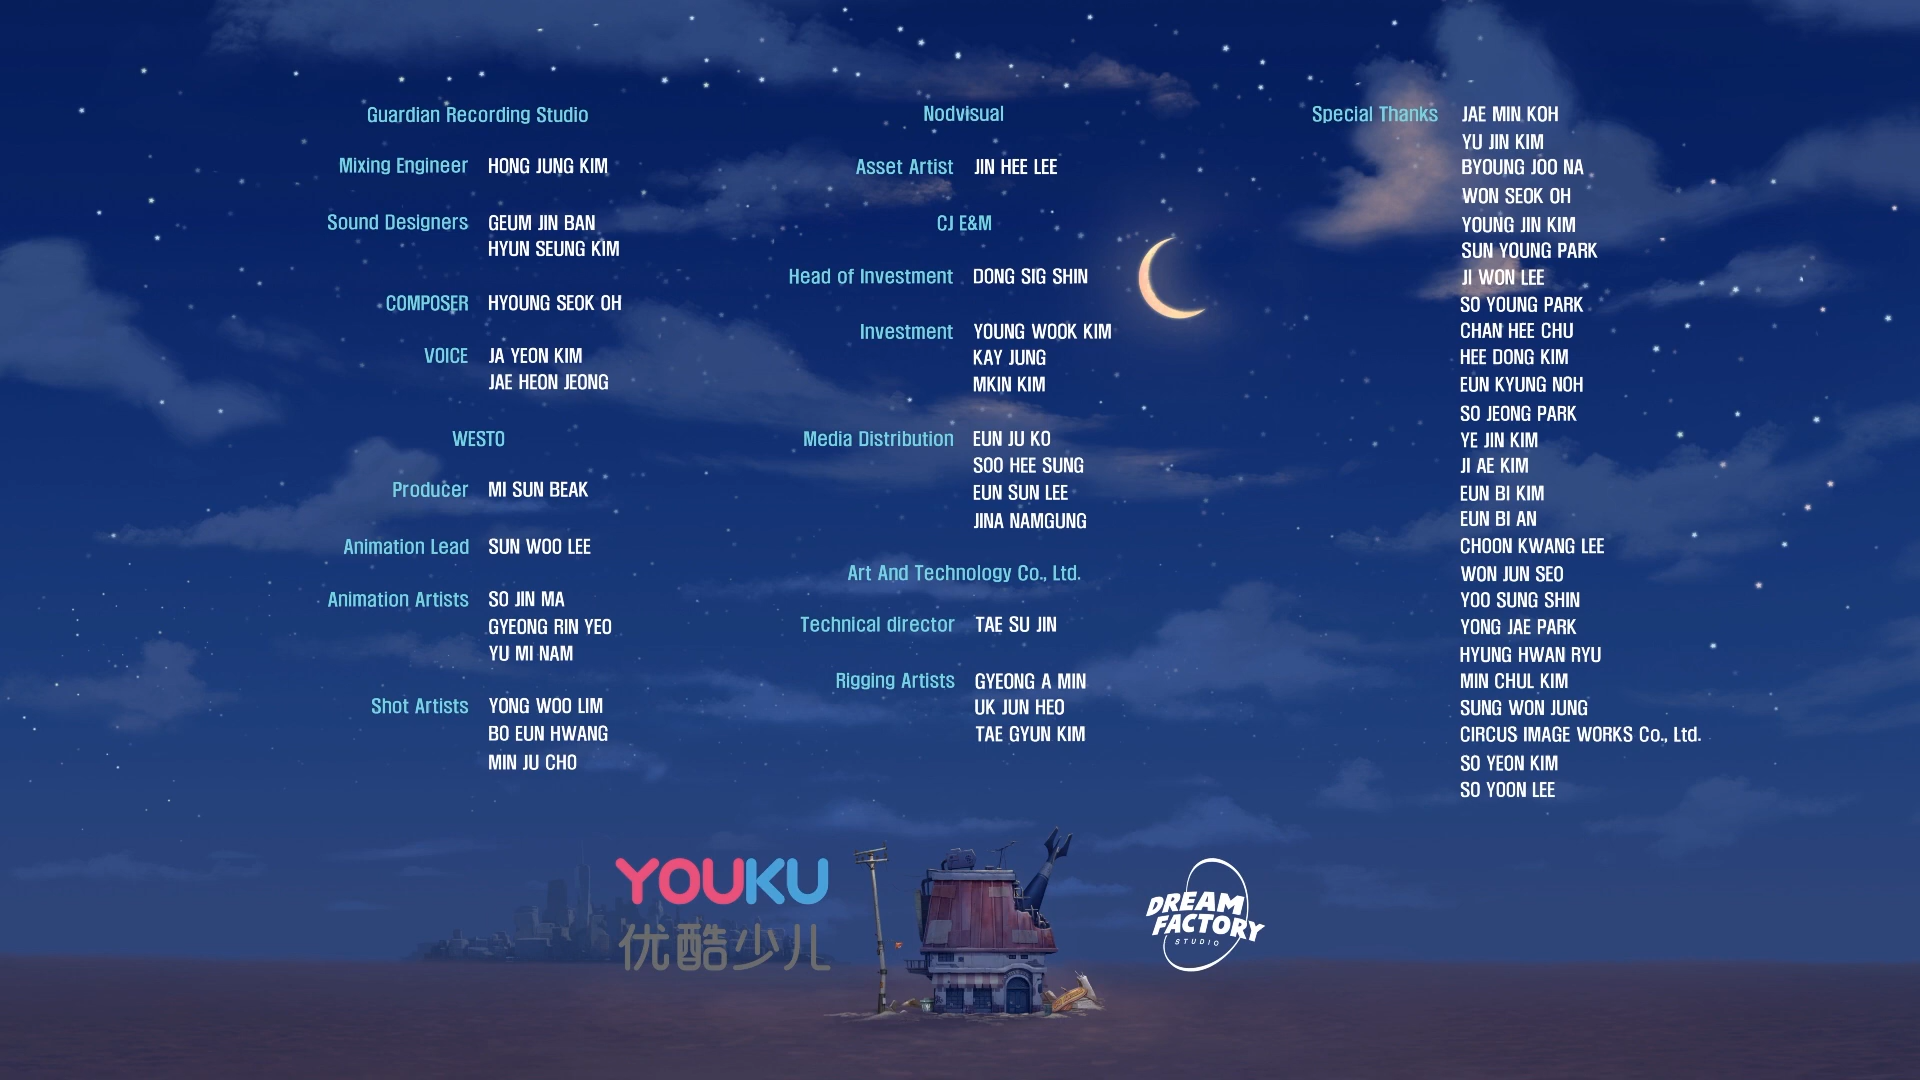 Guardian Recording Studio
Mixing Engineer HONG JUNG KIM
Sound Designers GEUM JIN BAN
HYUN SEUNG KIM
COMPOSER HYOUNG SEOK OH
VOICE JA YEON KIM
JAE HEON JEONG
WESTO
Producer MI SUN BEAK
Animation Lead SUN WOO LEE
Animation Artists SO JIN MA
GYEONG RIN YEO
YU MI NAM
Shot Artists YONG WOO LIM
BO EUN HWANG
MIN JU CHO
Nodvisual
Asset Artist JIN HEE LEE
CJ E&M
Head of Investment DONG SIG SHIN
Investment YOUNG WOOK KIM
KAY JUNG
MKIN KIM
Media Distribution EUN JU KO
SOO HEE SUNG
EUN SUN LEE
JINA NAMGUNG
Art And Technology Co., Ltd.
Technical director TAE SU JIN
Rigging Artists GYEONG A MIN
UK JUN HEO
TAE GYUN KIM
Special Thanks JAE MIN KOH
YU JIN KIM
BYOUNG JOO NA
WON SEOK OH
YOUNG JIN KIM
SUN YOUNG PARK
JI WON LEE
SO YOUNG PARK
CHAN HEE CHU
HEE DONG KIM
EUN KYUNG NOH
SO JEONG PARK
YE JIN KIM
JI AE KIM
EUN BI KIM
EUN BI AN
CHOON KWANG LEE
WON JUN SEO
YOO SUNG SHIN
YONG JAE PARK
HYUNG HWAN RYU
MIN CHUL KIM
SUNG WON JUNG
CIRCUS IMAGE WORKS Co., Ltd.
SO YEON KIM
SO YOON LEE
YOUKU
优酷少儿
DREAM
FACTORY
STUDIO